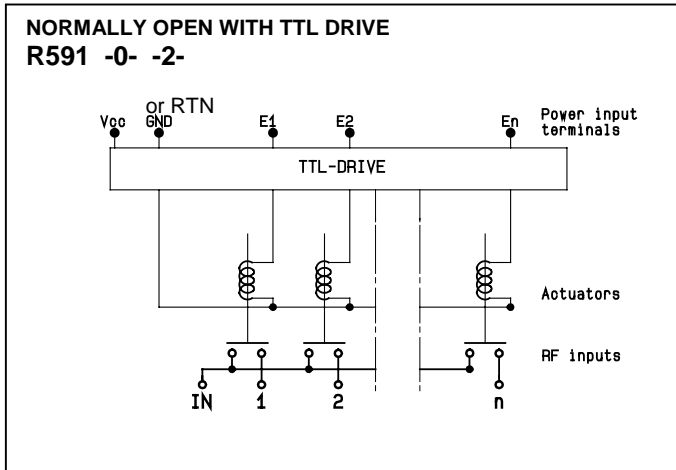 NORMALLY OPEN WITH TTL DRIVE
R591 -0- -2-
or RTN
Vcc GND E1 E2 En Power input
terminals
TTL-DRIVE
Actuators
RF inputs
IN 1 2 n